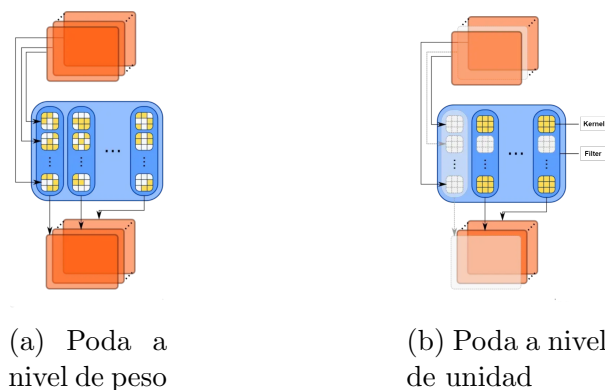 Kernel
Filter
(a) Poda a
nivel de peso
(b) Poda a nivel
de unidad